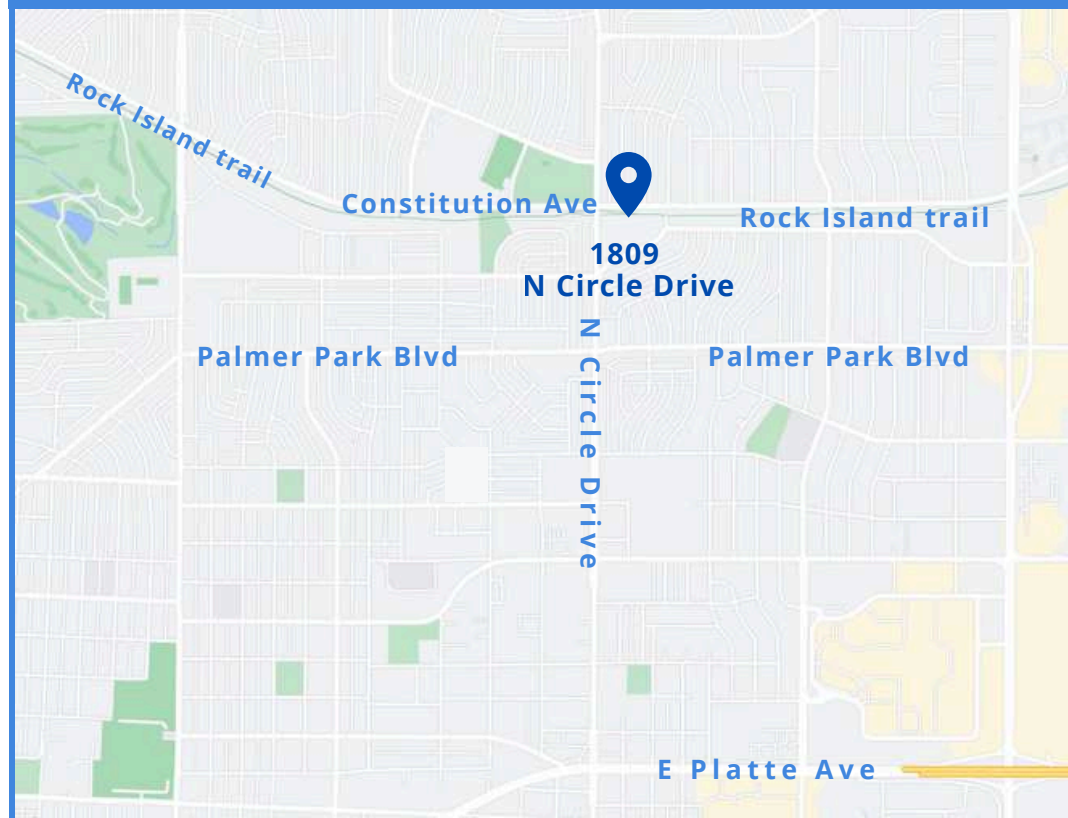 Rock Island trail
Constitution Ave
Rock Island trail
1809
N Circle Drive
N Circle Drive
Palmer Park Blvd
Palmer Park Blvd
E Platte Ave